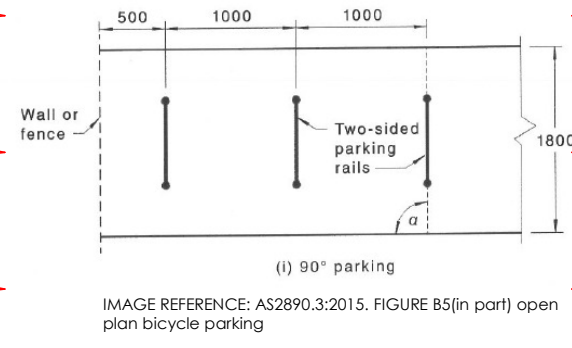 500 1000 1000
Wall or
fence
Two-sided
parking
rails
1800
a
(i) 90° parking
IMAGE REFERENCE: AS2890.3:2015. FIGURE B5(in part) open
plan bicycle parking